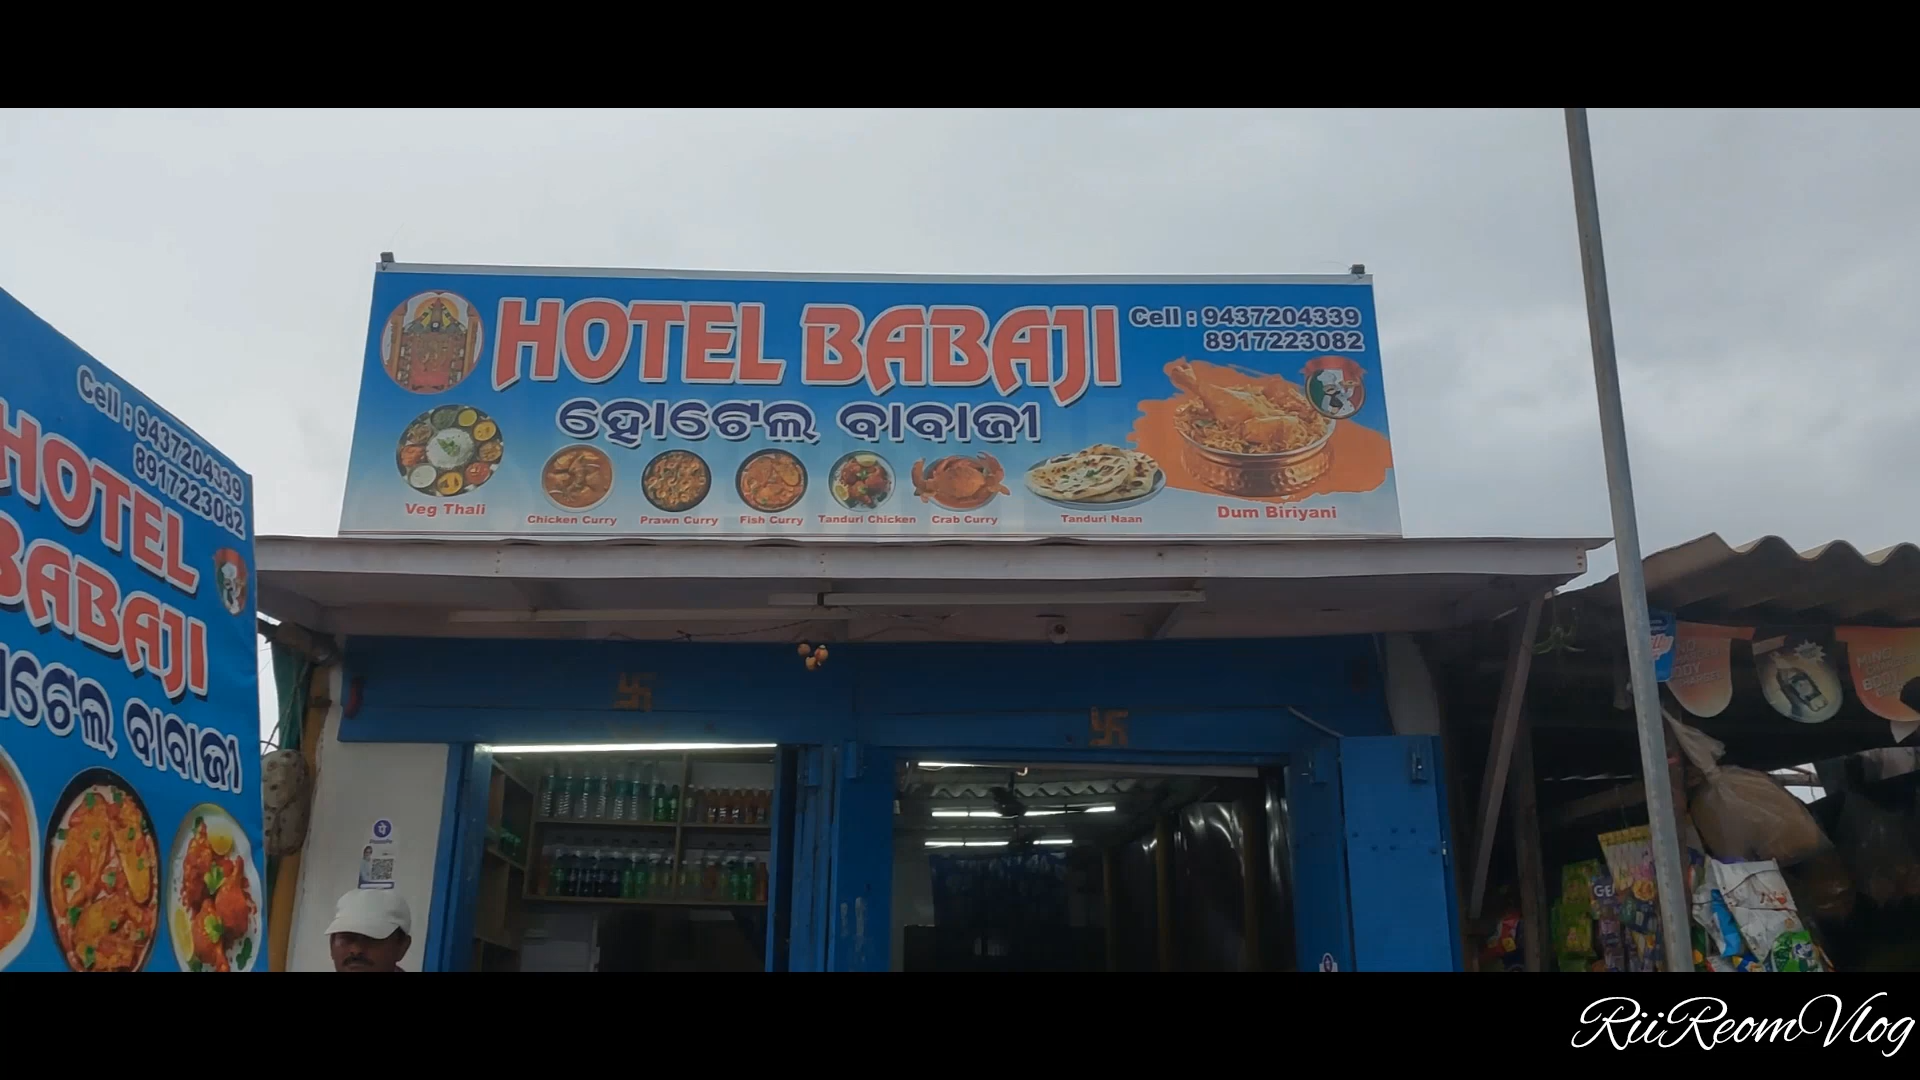 HOTEL BABAJI
Cell : 9437204339
8917223082
ହୋଟେଲ ବାବାଜୀ
Veg Thali
Chicken Curry
Prawn Curry
Fish Curry
Tanduri Chicken
Crab Curry
Tanduri Naan
Dum Biriyani
Cell : 9437204339
8917223082
HOTEL
BABAJI
ଟେଲ ବାବାଜୀ
RiiReomVlog